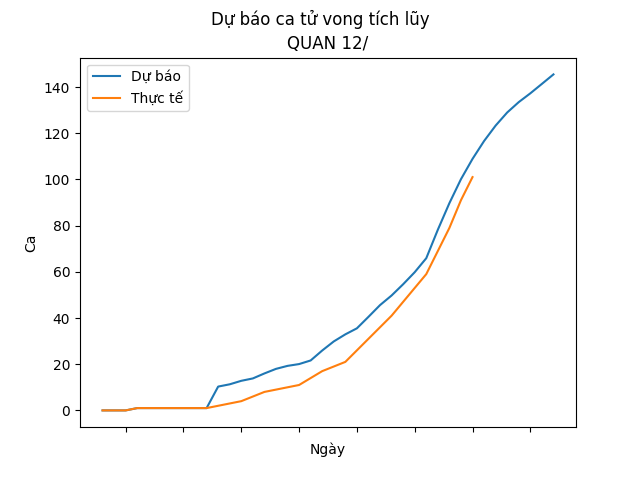 Dự báo ca tử vong tích lũy
QUAN 12/
Dự báo
Thực tế
140
120
100
80
60
40
20
0
Ca
Ngày